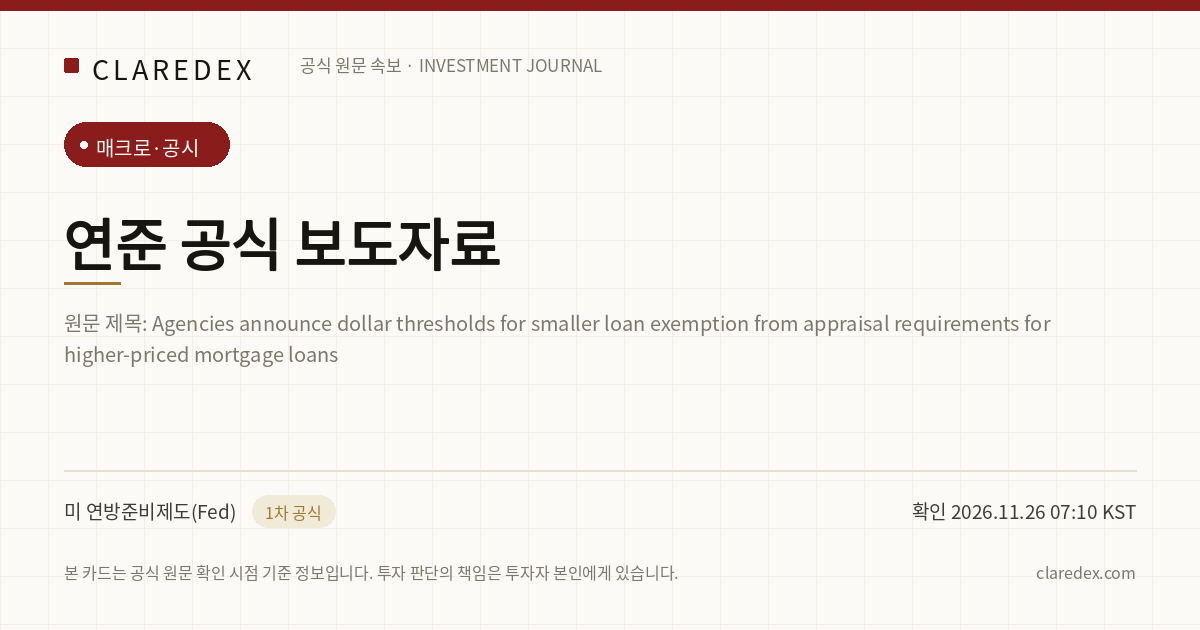 CLAREDEX 공식 원문 속보 · INVESTMENT JOURNAL
매크로·공시
연준 공식 보도자료
원문 제목: Agencies announce dollar thresholds for smaller loan exemption from appraisal requirements for
higher-priced mortgage loans
미 연방준비제도(Fed) 1차 공식 확인 2026.11.26 07:10 KST
본 카드는 공식 원문 확인 시점 기준 정보입니다. 투자 판단의 책임은 투자자 본인에게 있습니다. claredex.com